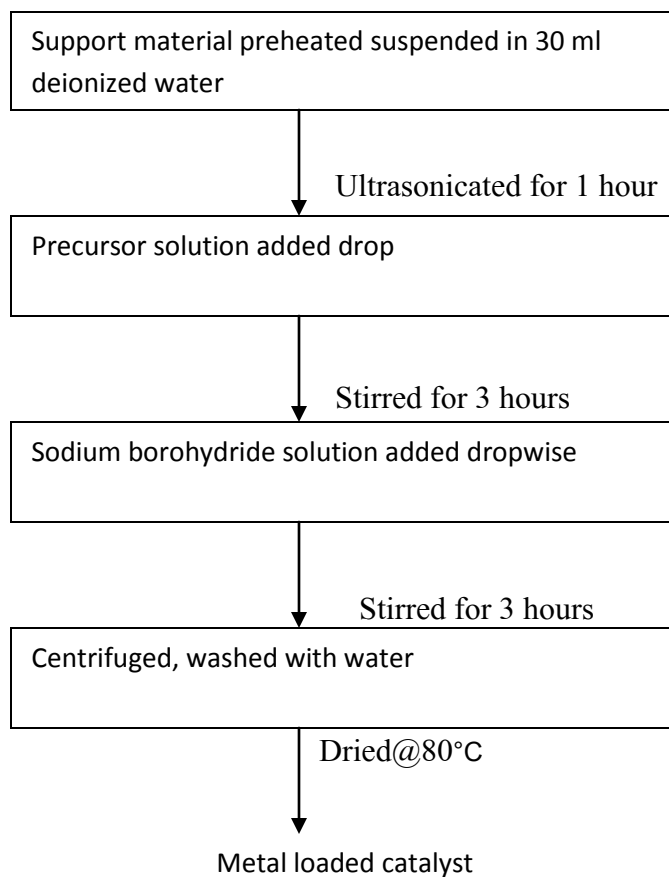 Support material preheated suspended in 30 ml
deionized water
Ultrasonicated for 1 hour
Precursor solution added drop
Stirred for 3 hours
Sodium borohydride solution added dropwise
Stirred for 3 hours
Centrifuged, washed with water
Dried@80°C
Metal loaded catalyst